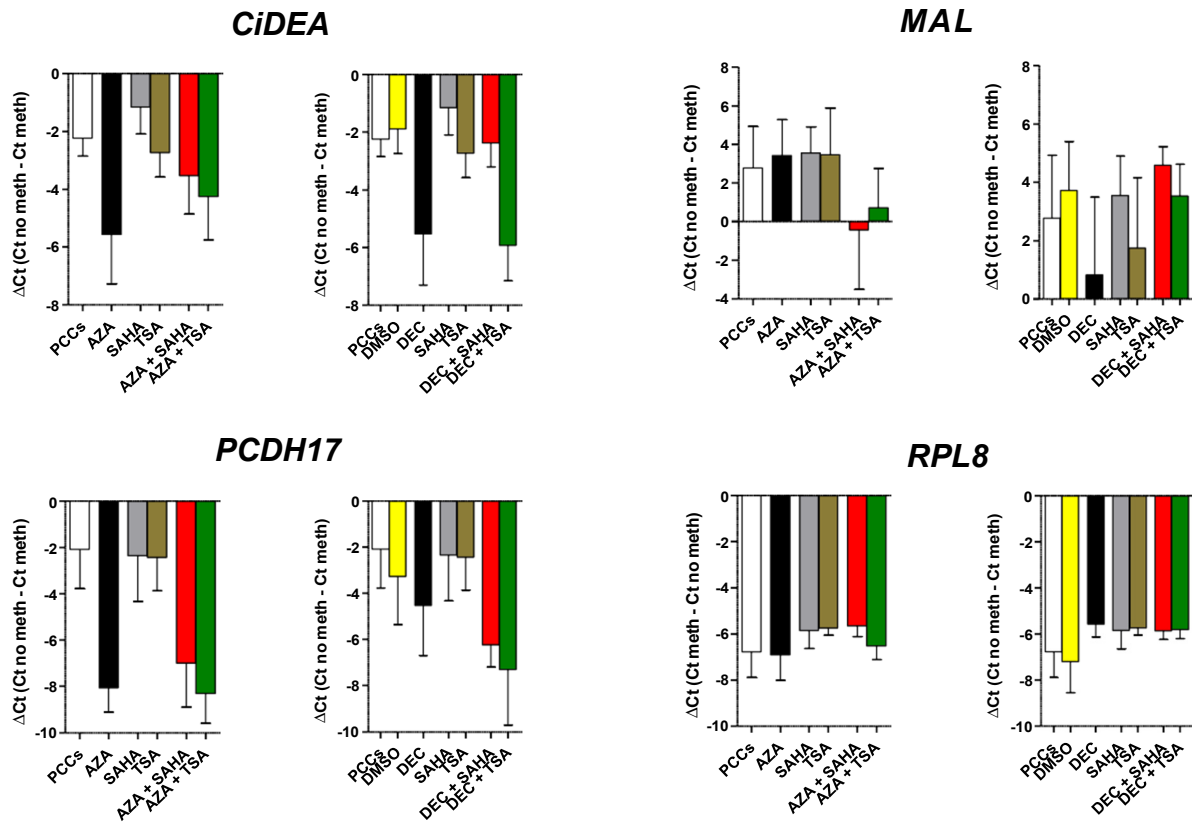 CiDEA
ΔCt (Ct no meth - Ct meth)
0
-2
-4
-6
-8
PCCs
AZA
SAHA
TSA
AZA + SAHA
AZA + TSA
ΔCt (Ct no meth - Ct meth)
0
-2
-4
-6
-8
PCCs
DMSO
DEC
SAHA
TSA
DEC + SAHA
DEC + TSA
MAL
ΔCt (Ct no meth - Ct meth)
8
6
4
2
0
-2
-4
PCCs
AZA
SAHA
TSA
AZA + SAHA
AZA + TSA
ΔCt (Ct no meth - Ct meth)
8
6
4
2
0
PCCs
DMSO
DEC
SAHA
TSA
DEC + SAHA
DEC + TSA
PCDH17
ΔCt (Ct no meth - Ct meth)
0
-2
-4
-6
-8
-10
PCCs
AZA
SAHA
TSA
AZA + SAHA
AZA + TSA
ΔCt (Ct no meth - Ct meth)
0
-2
-4
-6
-8
-10
PCCs
DMSO
DEC
SAHA
TSA
DEC + SAHA
DEC + TSA
RPL8
ΔCt (Ct meth - Ct no meth)
0
-2
-4
-6
-8
-10
PCCs
AZA
SAHA
TSA
AZA + SAHA
AZA + TSA
ΔCt (Ct no meth - Ct meth)
0
-2
-4
-6
-8
-10
PCCs
DMSO
DEC
SAHA
TSA
DEC + SAHA
DEC + TSA